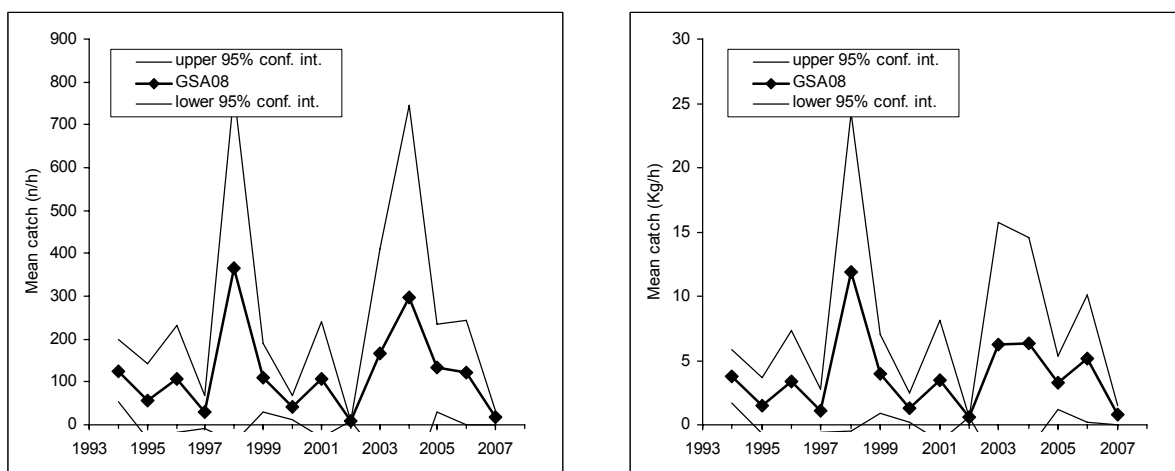 Mean catch (n/h)
900
800
700
600
500
400
300
200
100
0
upper 95% conf. int.
GSA08
lower 95% conf. int.
1993 1995 1997 1999 2001 2003 2005 2007
Mean catch (Kg/h)
30
25
20
15
10
5
0
upper 95% conf. int.
GSA08
lower 95% conf. int.
1993 1995 1997 1999 2001 2003 2005 2007